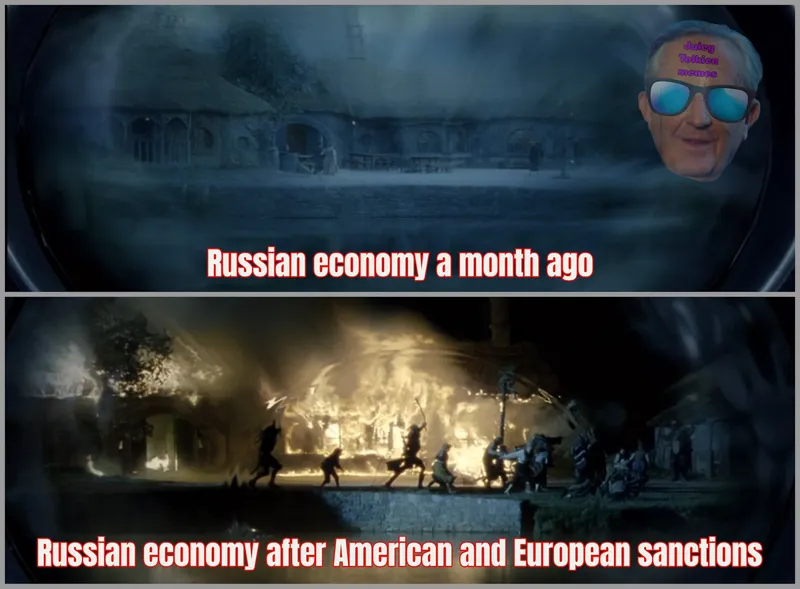 Juicy
Tolkien
memes
Russian economy a month ago
Russian economy after American and European sanctions